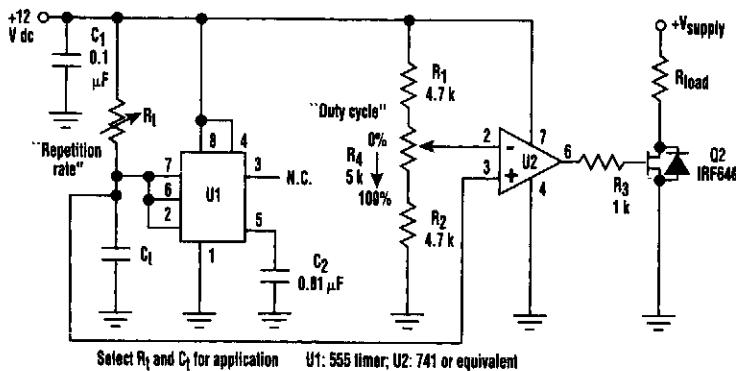 +12
V dc
C1
0.1
µF
Rt
"Repetition
rate"
Ct
8
4
7
6
2
3
5
1
U1
N.C.
C2
0.01 µF
R1
4.7 k
"Duty cycle"
0%
R4
5 k
100%
R2
4.7 k
2
3
-
+
U2
7
6
4
R3
1 k
+Vsupply
Rload
Q2
IRF646
Select Rt and Ct for application U1: 555 timer; U2: 741 or equivalent